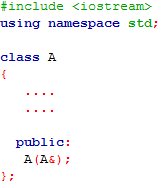 #include <iostream>
using namespace std;
class A
{
....
....
public:
A(A&);
};